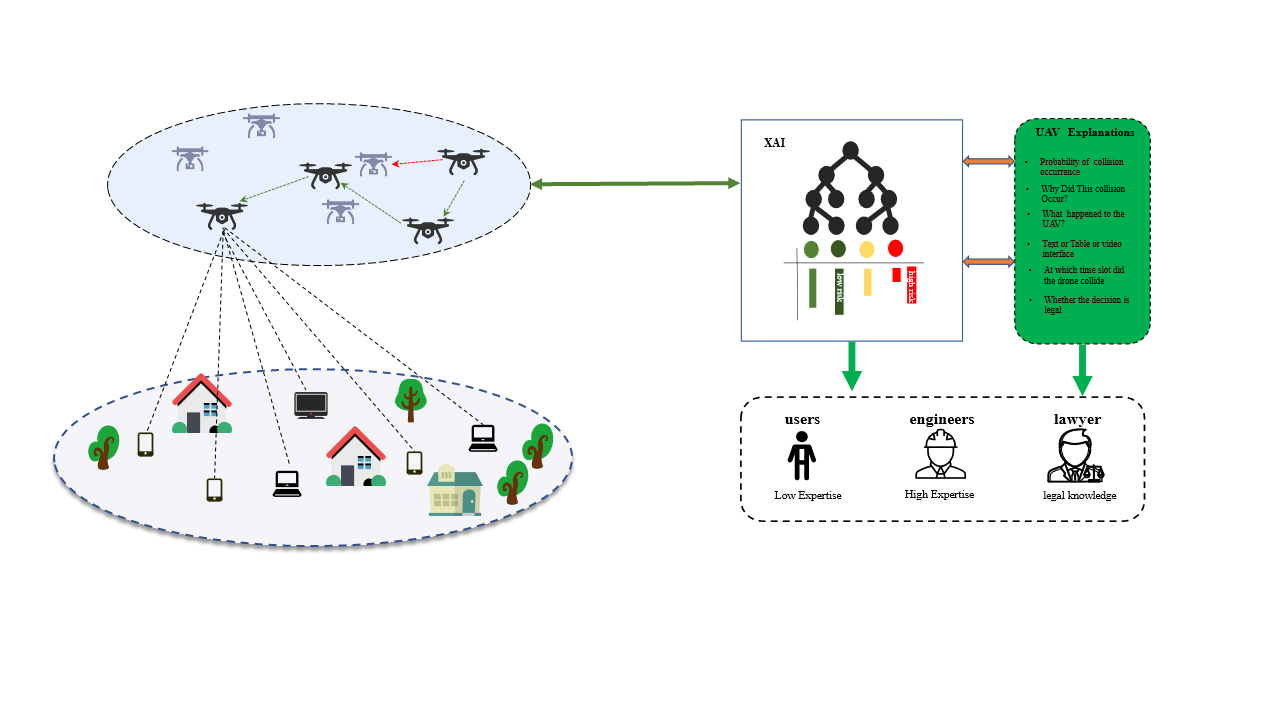 XAI
low risk
high risk
UAV Explanations
• Probability of collision
occurrence
• Why Did This collision
Occur?
• What happened to the
UAV?
• Text or Table or video
interface
• At which time slot did
the drone collide
• Whether the decision is
legal
users
engineers
lawyer
Low Expertise
High Expertise
legal knowledge